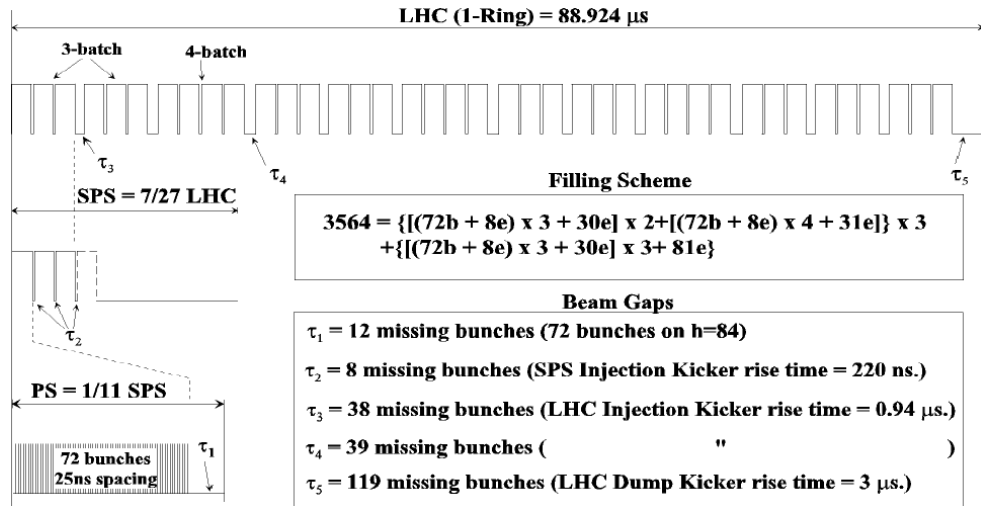 LHC (1-Ring) = 88.924 μs
3-batch
4-batch
τ3
τ4
τ5
SPS = 7/27 LHC
Filling Scheme
3564 = {[(72b + 8e) x 3 + 30e] x 2+[(72b + 8e) x 4 + 31e]} x 3
+{[(72b + 8e) x 3 + 30e] x 3+ 81e}
τ2
Beam Gaps
τ1 = 12 missing bunches (72 bunches on h=84)
τ2 = 8 missing bunches (SPS Injection Kicker rise time = 220 ns.)
τ3 = 38 missing bunches (LHC Injection Kicker rise time = 0.94 μs.)
τ4 = 39 missing bunches ( " )
τ5 = 119 missing bunches (LHC Dump Kicker rise time = 3 μs.)
PS = 1/11 SPS
72 bunches
25ns spacing
τ1